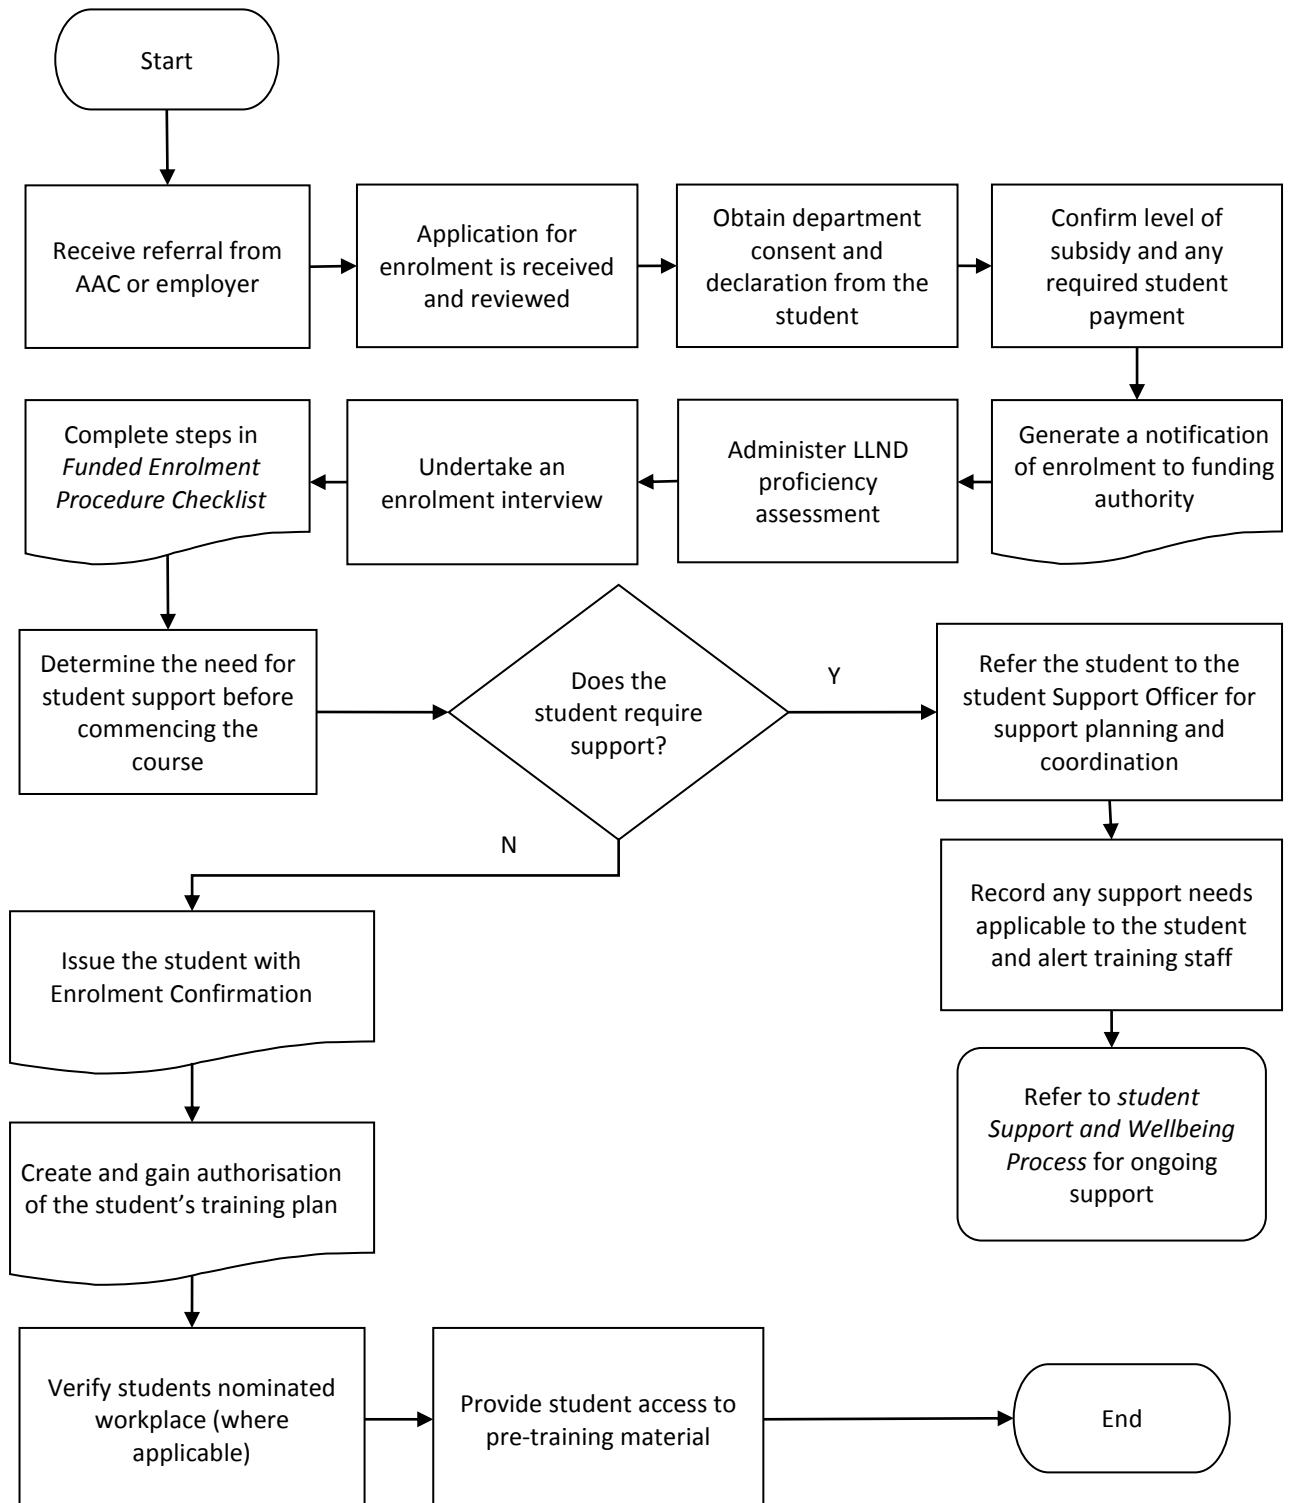 Start
Receive referral from
AAC or employer
Application for
enrolment is received
and reviewed
Obtain department
consent and
declaration from the
student
Confirm level of
subsidy and any
required student
payment
Generate a notification
of enrolment to funding
authority
Administer LLND
proficiency
assessment
Undertake an
enrolment interview
Complete steps in
Funded Enrolment
Procedure Checklist
Determine the need for
student support before
commencing the
course
Does the
student require
support?
Y
Refer the student to the
student Support Officer for
support planning and
coordination
Record any support needs
applicable to the student
and alert training staff
Refer to student
Support and Wellbeing
Process for ongoing
support
N
Issue the student with
Enrolment Confirmation
Create and gain authorisation
of the student’s training plan
Verify students nominated
workplace (where
applicable)
Provide student access to
pre-training material
End